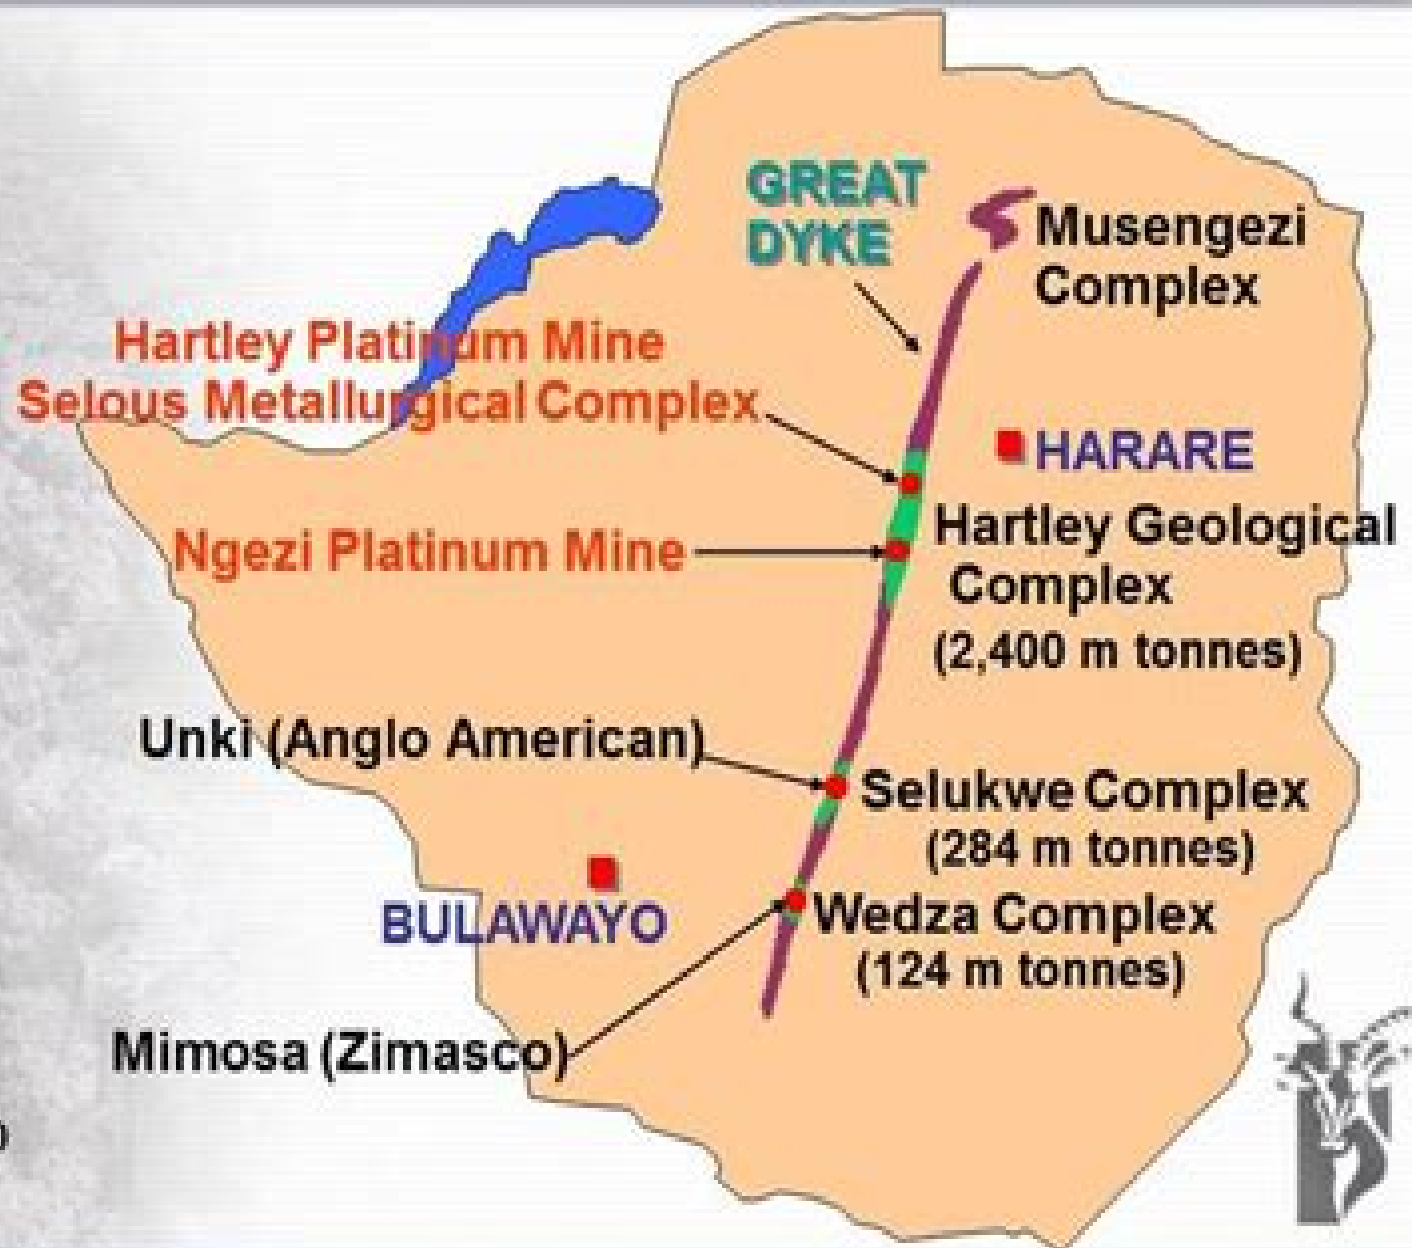 GREAT
DYKE
Musengezi
Complex
Hartley Platinum Mine
Selous Metallurgical Complex
HARARE
Hartley Geological
Complex
(2,400 m tonnes)
Ngezi Platinum Mine
Unki (Anglo American)
Selukwe Complex
(284 m tonnes)
BULAWAYO
Wedza Complex
(124 m tonnes)
Mimosa (Zimasco)